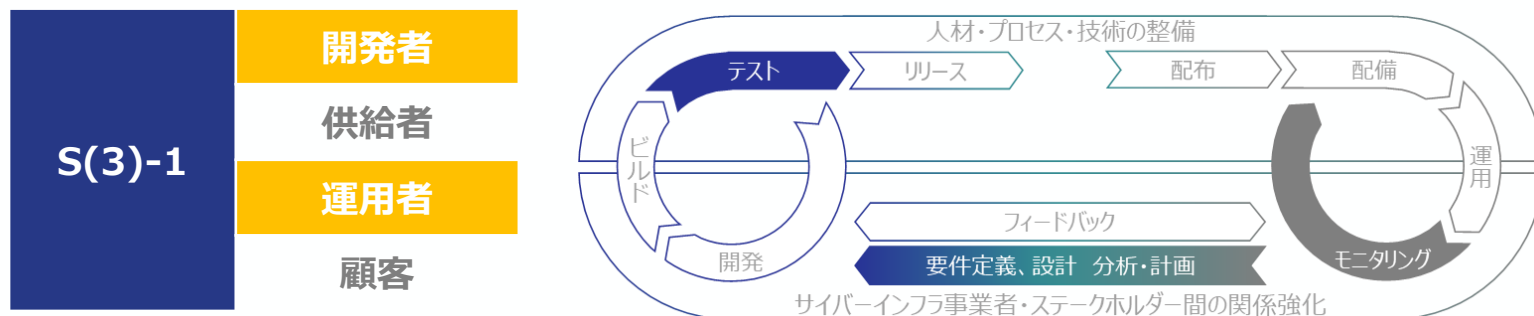 S(3)-1
開発者
供給者
運用者
顧客
人材・プロセス・技術の整備
テスト
リリース
配布
配備
ビルド
運用
フィードバック
開発
要件定義、設計 分析・計画
モニタリング
サイバーインフラ事業者・ステークホルダー間の関係強化